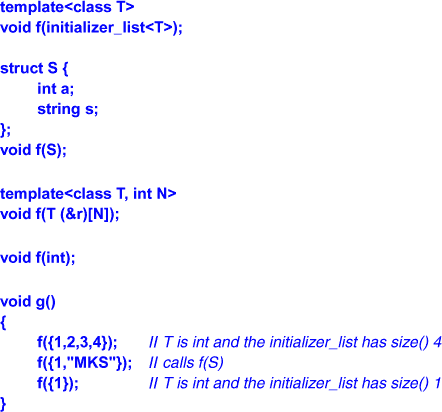 template<class T>
void f(initializer_list<T>);
struct S {
int a;
string s;
};
void f(S);
template<class T, int N>
void f(T (&r)[N]);
void f(int);
void g()
{
f({1,2,3,4}); // T is int and the initializer_list has size() 4
f({1,"MKS"}); // calls f(S)
f({1}); // T is int and the initializer_list has size() 1
}